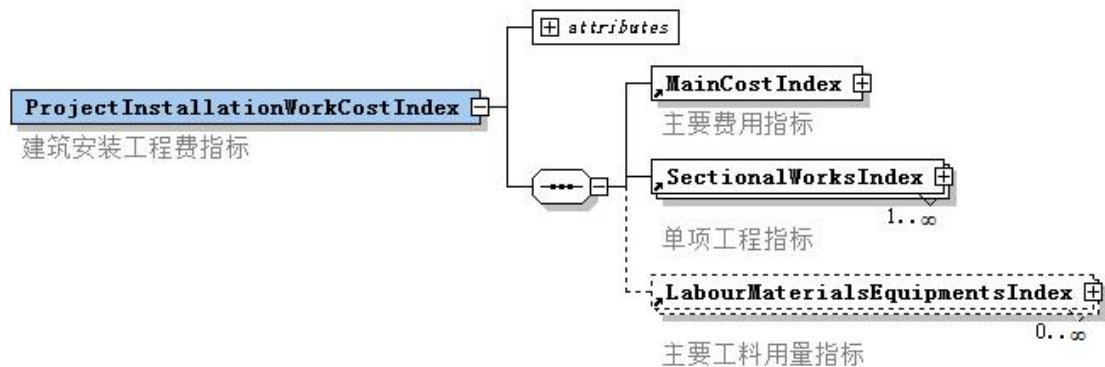 attributes
ProjectInstallationWorkCostIndex
建筑安装工程费指标
MainCostIndex
主要费用指标
SectionalWorksIndex
1..∞
单项工程指标
LabourMaterialsEquipmentsIndex
0..∞
主要工料用量指标